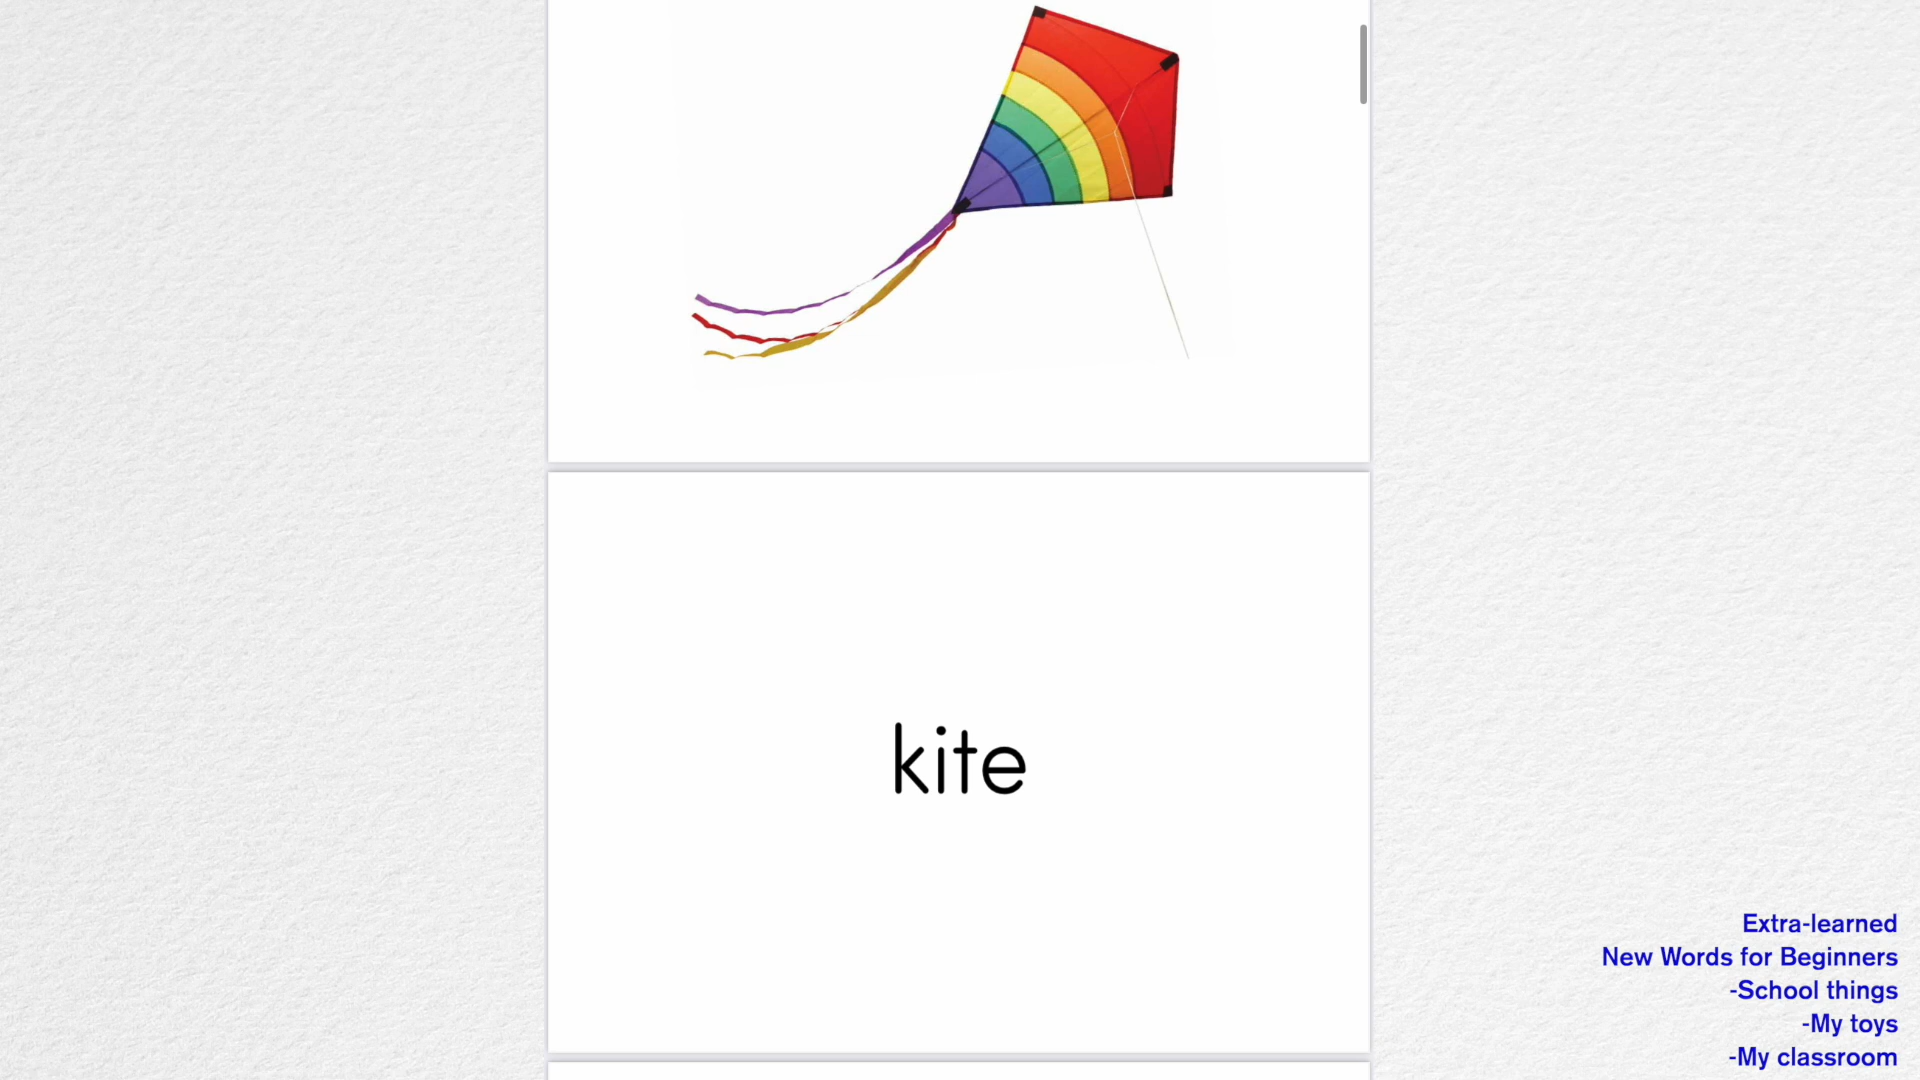 kite
Extra-learned
New Words for Beginners
-School things
-My toys
-My classroom